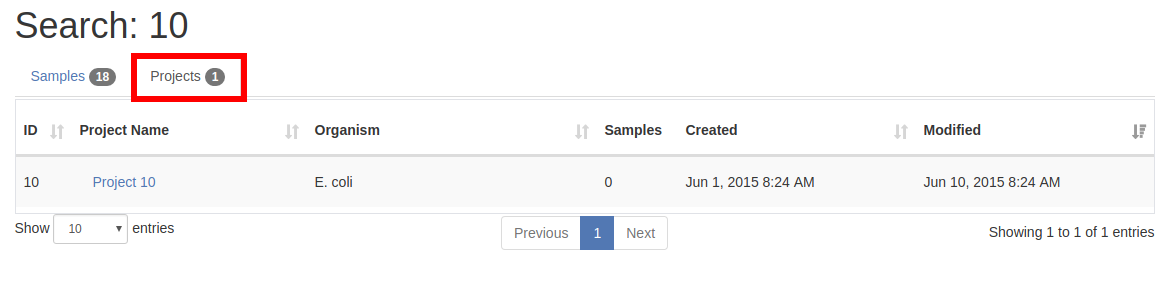 Search: 10
Samples 18 Projects 1
ID Project Name Organism Samples Created Modified
10 Project 10 E. coli 0 Jun 1, 2015 8:24 AM Jun 10, 2015 8:24 AM
Show 10 entries Previous 1 Next Showing 1 to 1 of 1 entries